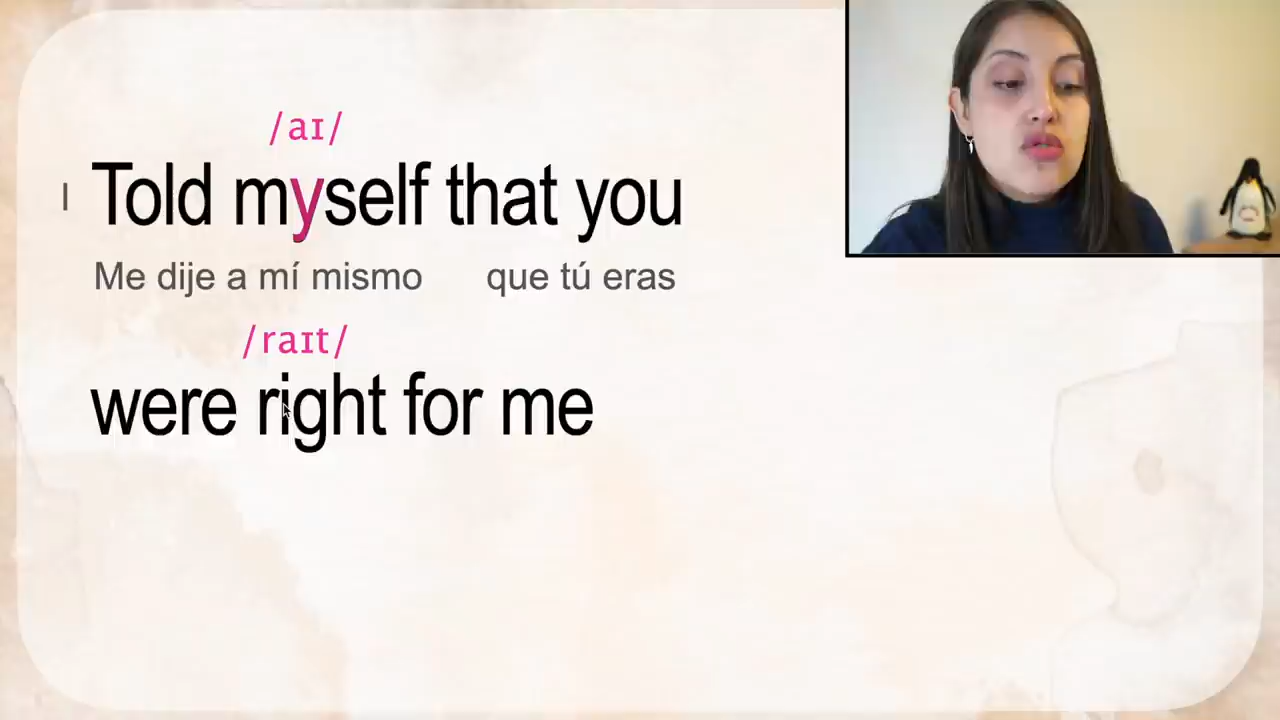 /aɪ/
I Told myself that you
Me dije a mí mismo que tú eras
/raɪt/
were right for me